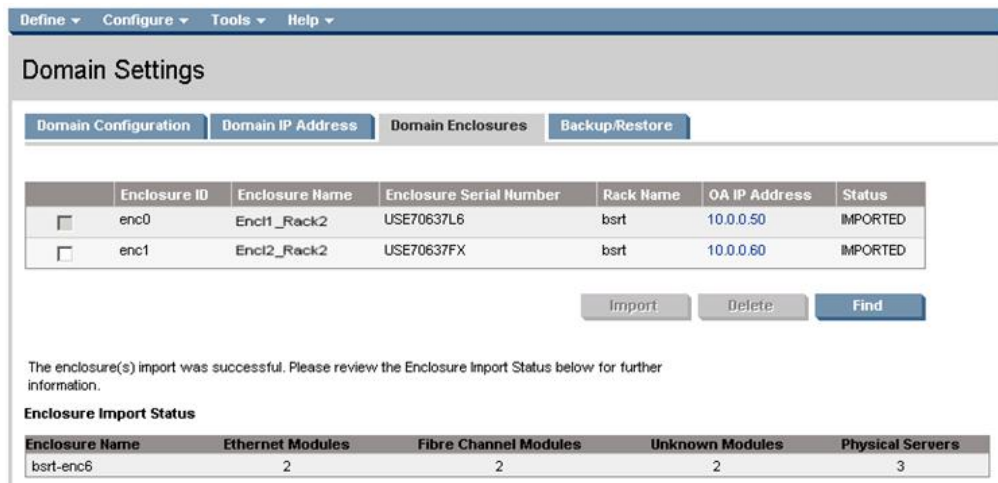 Define Configure Tools Help
Domain Settings
Domain Configuration Domain IP Address Domain Enclosures Backup/Restore
Enclosure ID Enclosure Name Enclosure Serial Number Rack Name OA IP Address Status
enc0 Encl1_Rack2 USE70637L6 bsrt 10.0.0.50 IMPORTED
enc1 Encl2_Rack2 USE70637FX bsrt 10.0.0.60 IMPORTED
Import Delete Find
The enclosure(s) import was successful. Please review the Enclosure Import Status below for further
information.
Enclosure Import Status
Enclosure Name Ethernet Modules Fibre Channel Modules Unknown Modules Physical Servers
bsrt-enc6 2 2 2 3